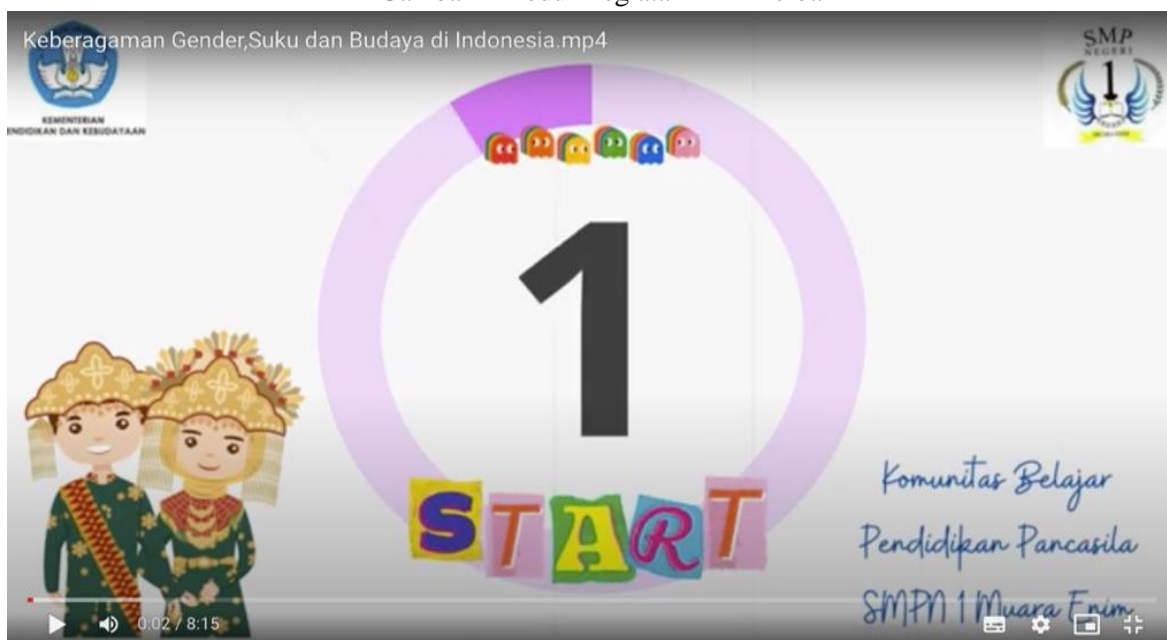 Keberagaman Gender,Suku dan Budaya di Indonesia.mp4
SMP
NEGERI
1
KEMENTERIAN
ENDIDIKAN DAN KEBUDAYAAN
1
START
Komunitas Belajar
Pendidikan Pancasila
SMPN 1 Muara Enim
0:02 / 8:15